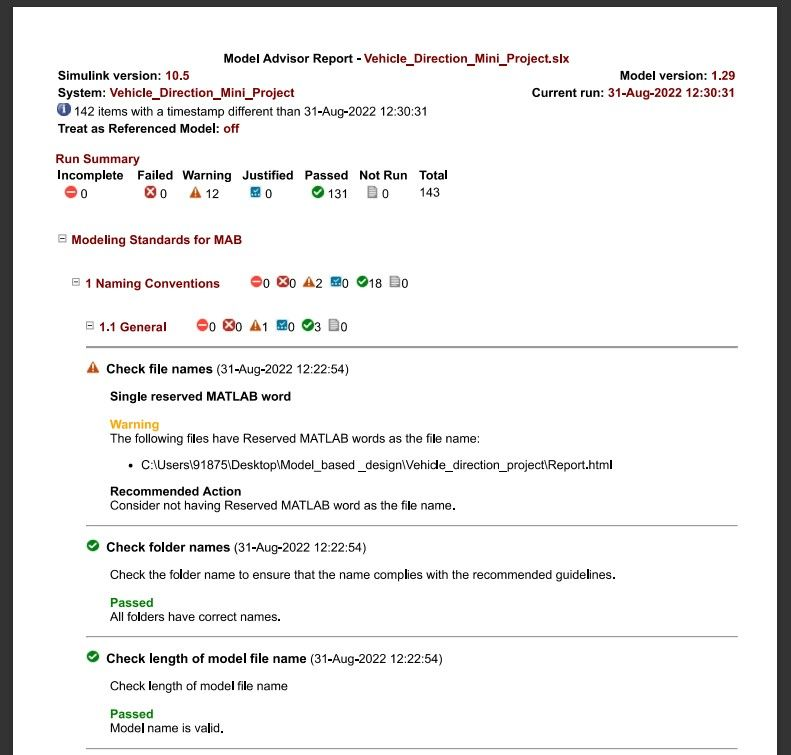 Model Advisor Report - Vehicle_Direction_Mini_Project.slx
Simulink version: 10.5 Model version: 1.29
System: Vehicle_Direction_Mini_Project Current run: 31-Aug-2022 12:30:31
142 items with a timestamp different than 31-Aug-2022 12:30:31
Treat as Referenced Model: off
Run Summary
Incomplete Failed Warning Justified Passed Not Run Total
0 0 12 0 131 0 143
Modeling Standards for MAB
1 Naming Conventions 0 0 2 0 18 0
1.1 General 0 0 1 0 3 0
Check file names (31-Aug-2022 12:22:54)
Single reserved MATLAB word
Warning
The following files have Reserved MATLAB words as the file name:
• C:\Users\91875\Desktop\Model_based _design\Vehicle_direction_project\Report.html
Recommended Action
Consider not having Reserved MATLAB word as the file name.
Check folder names (31-Aug-2022 12:22:54)
Check the folder name to ensure that the name complies with the recommended guidelines.
Passed
All folders have correct names.
Check length of model file name (31-Aug-2022 12:22:54)
Check length of model file name
Passed
Model name is valid.